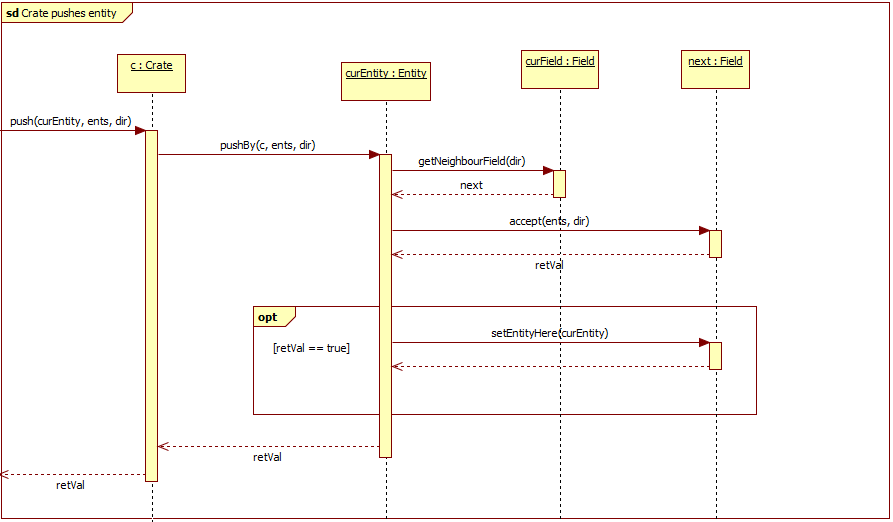 sd Crate pushes entity
c : Crate
curEntity : Entity
curField : Field
next : Field
push(curEntity, ents, dir)
pushBy(c, ents, dir)
getNeighbourField(dir)
next
accept(ents, dir)
retVal
opt
setEntityHere(curEntity)
[retVal == true]
retVal
retVal